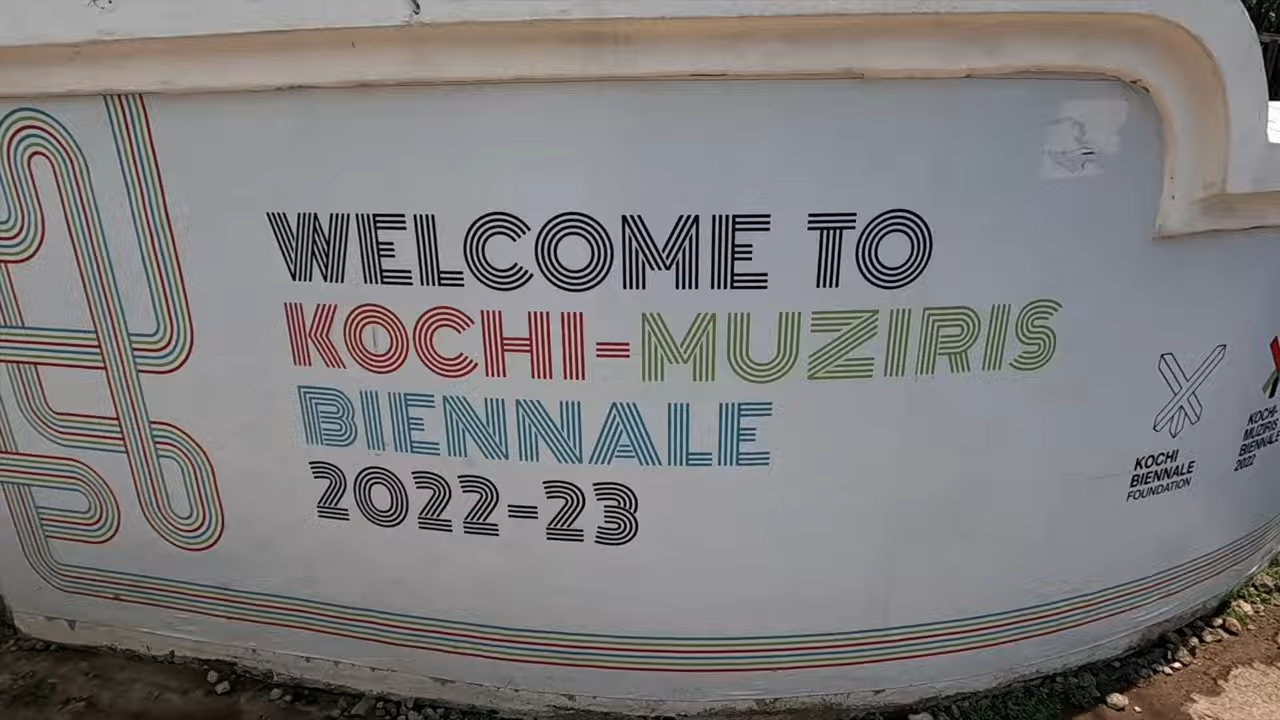 WELCOME TO
KOCHI-MUZIRIS
BIENNALE
2022-23
KOCHI
BIENNALE
FOUNDATION
KOCHI-
MUZIRIS
BIENNALE
2022